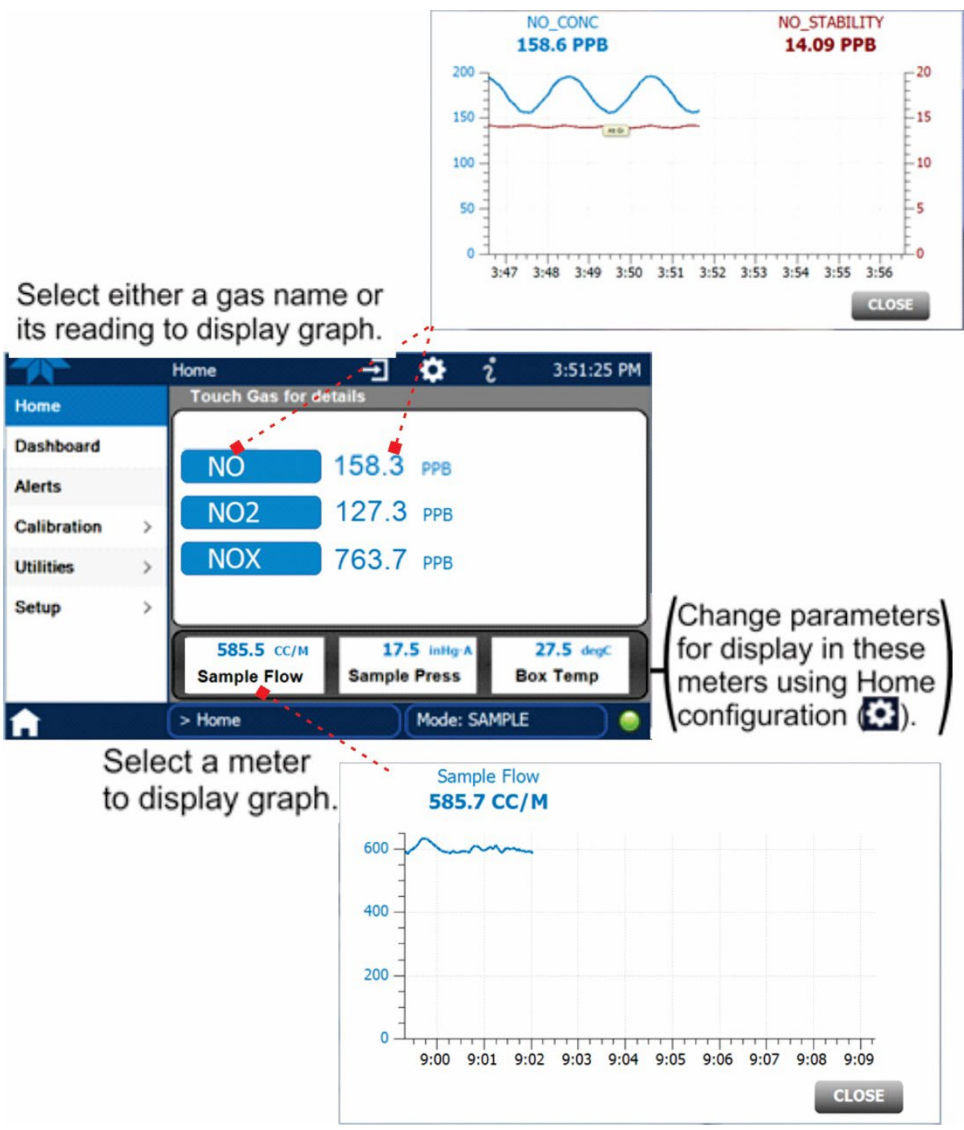 NO_CONC NO_STABILITY
158.6 PPB 14.09 PPB
200 20
150 15
100 10
50 5
0 0
3:47 3:48 3:49 3:50 3:51 3:52 3:53 3:54 3:55 3:56
CLOSE
Select either a gas name or
its reading to display graph.
Home 3:51:25 PM
Touch Gas for details
Home
Dashboard
Alerts
Calibration >
Utilities >
Setup >
NO 158.3 PPB
NO2 127.3 PPB
NOX 763.7 PPB
585.5 CC/M 17.5 inHg-A 27.5 degC
Sample Flow Sample Press Box Temp
> Home Mode: SAMPLE
(Change parameters
for display in these
meters using Home
configuration ( ).)
Select a meter
to display graph.
Sample Flow
585.7 CC/M
600
400
200
0
9:00 9:01 9:02 9:03 9:04 9:05 9:06 9:07 9:08 9:09
CLOSE